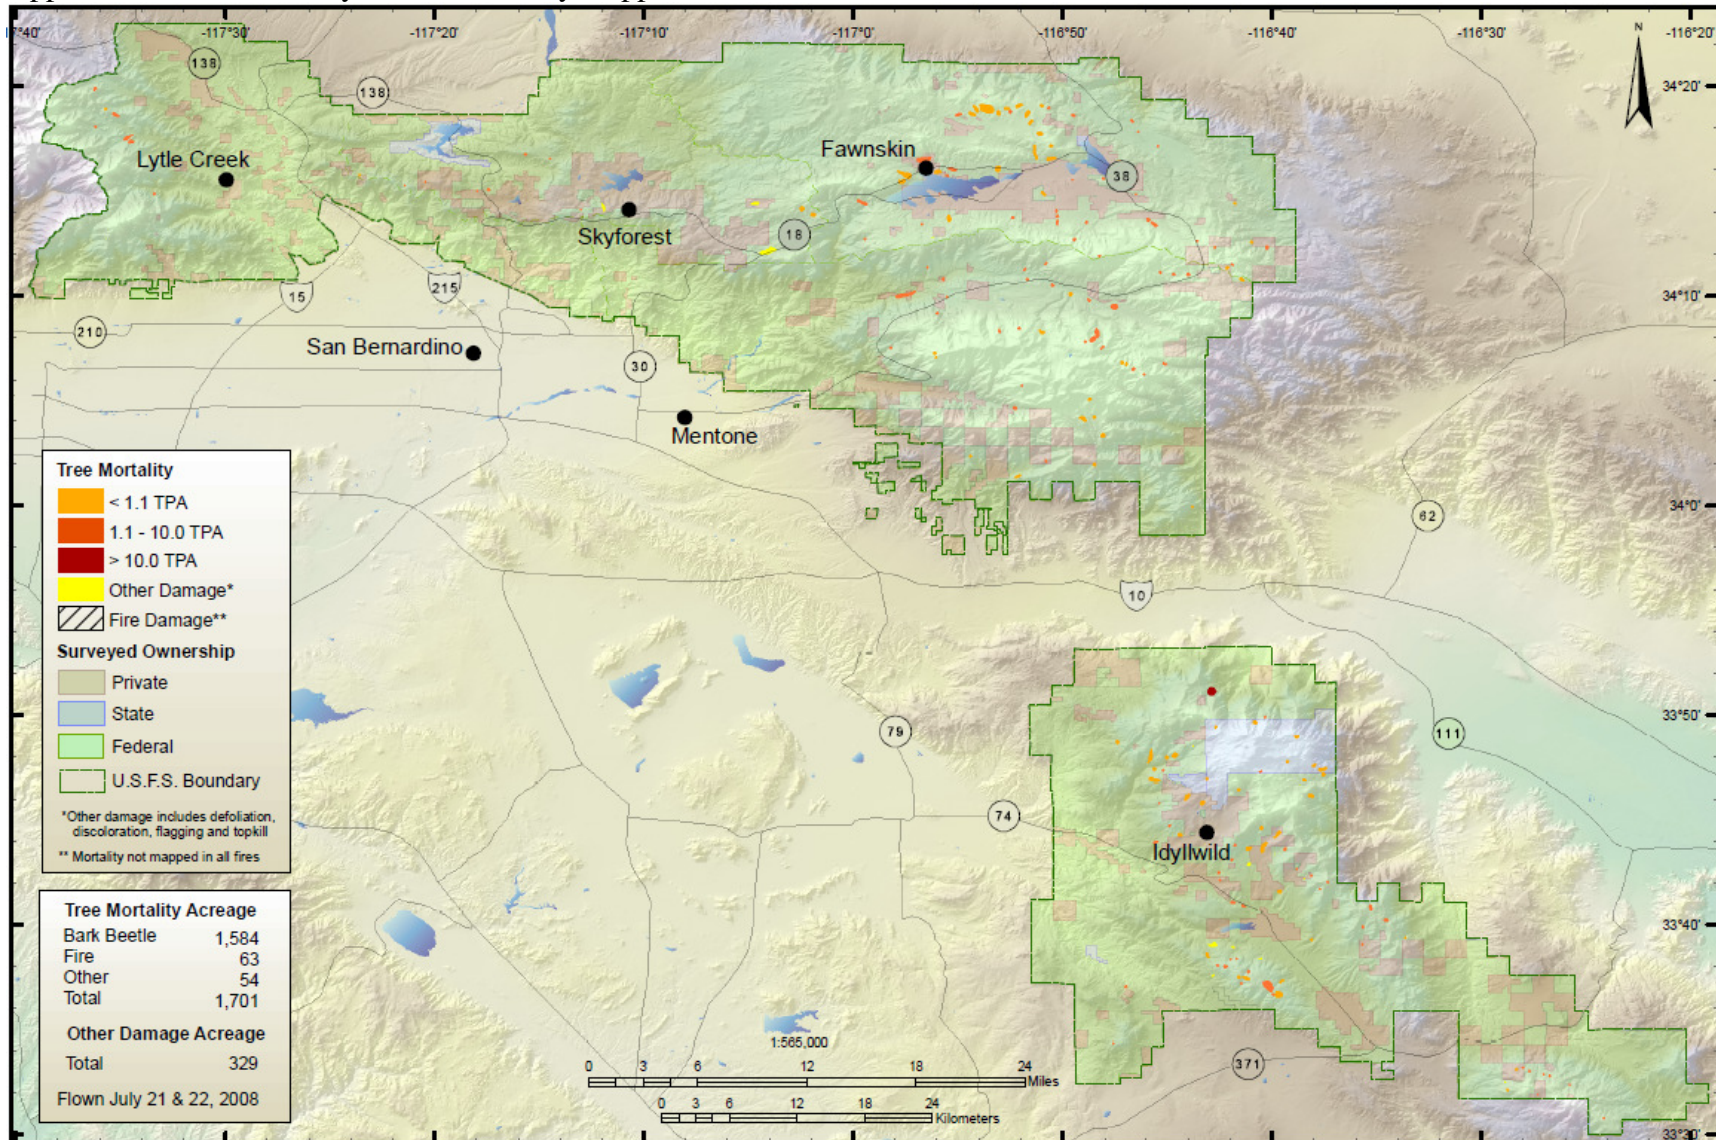 -117°40'
-117°30'
-117°20'
-117°10'
-117°0'
-116°50'
-116°40'
-116°30'
-116°20'
N
138
138
34°20'
Lytle Creek
Fawnskin
38
Skyforest
18
15
215
34°10'
210
San Bernardino
30
Mentone
Tree Mortality
< 1.1 TPA
1.1 - 10.0 TPA
> 10.0 TPA
Other Damage*
Fire Damage**
Surveyed Ownership
Private
State
Federal
U.S.F.S. Boundary
*Other damage includes defoliation,
discoloration, flagging and topkill
** Mortality not mapped in all fires
34°0'
62
10
33°50'
79
111
74
Idyllwild
33°40'
Tree Mortality Acreage
Bark Beetle 1,584
Fire 63
Other 54
Total 1,701
Other Damage Acreage
Total 329
Flown July 21 & 22, 2008
1:565,000
0 3 6 12 18 24
Miles
0 3 6 12 18 24
Kilometers
371
33°30'